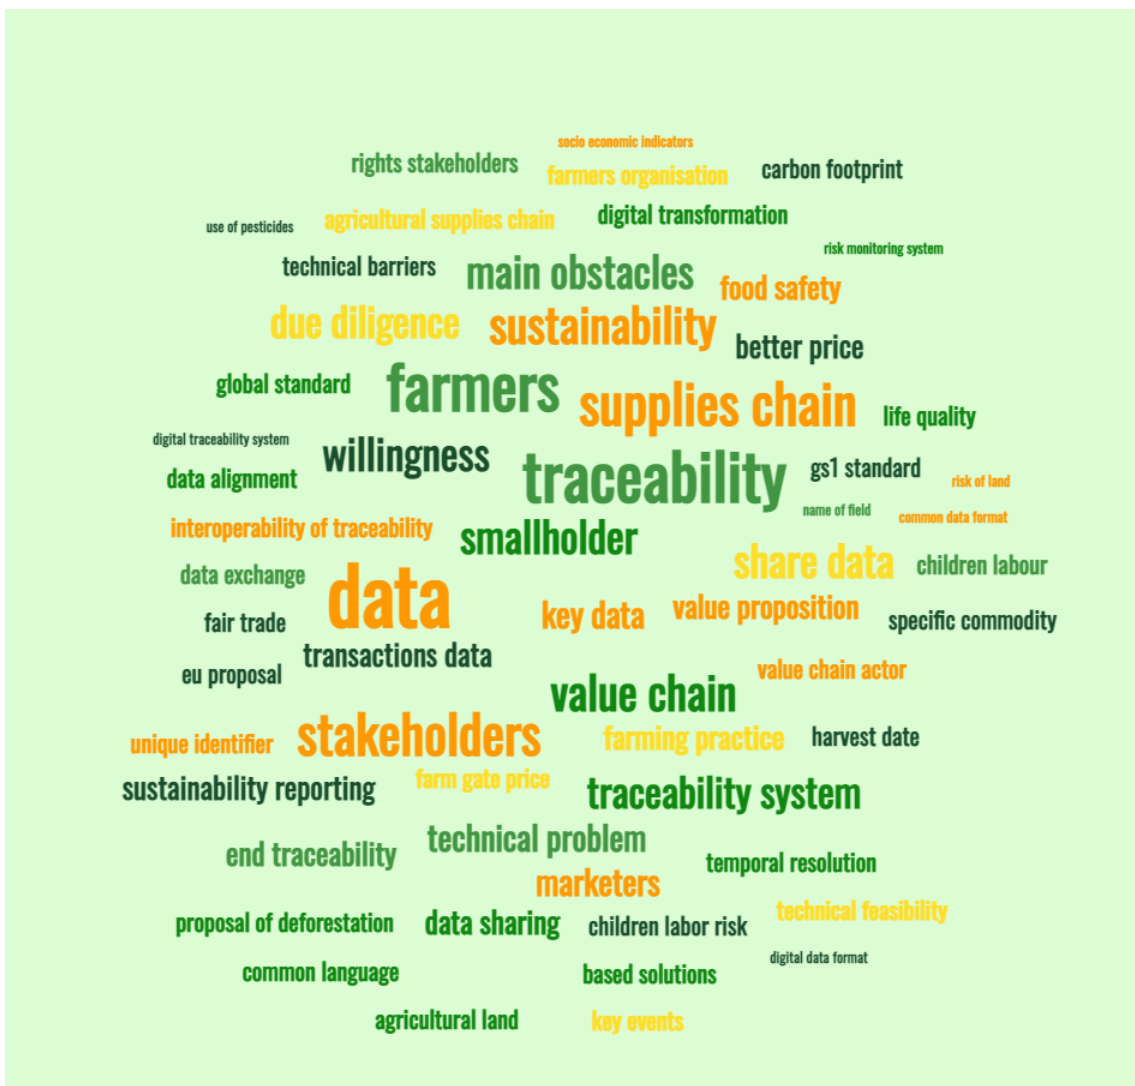 socio economic indicators
rights stakeholders
farmers organisation
carbon footprint
use of pesticides
agricultural supplies chain
digital transformation
risk monitoring system
technical barriers
main obstacles
food safety
due diligence
sustainability
better price
global standard
farmers
supplies chain
life quality
digital traceability system
willingness
traceability
gs1 standard
data alignment
risk of land
name of field
common data format
interoperability of traceability
smallholder
share data
children labour
data exchange
data
key data
value proposition
specific commodity
fair trade
transactions data
eu proposal
value chain
value chain actor
unique identifier
stakeholders
farming practice
harvest date
sustainability reporting
farm gate price
traceability system
end traceability
technical problem
temporal resolution
marketers
proposal of deforestation
data sharing
children labor risk
technical feasibility
digital data format
common language
based solutions
agricultural land
key events